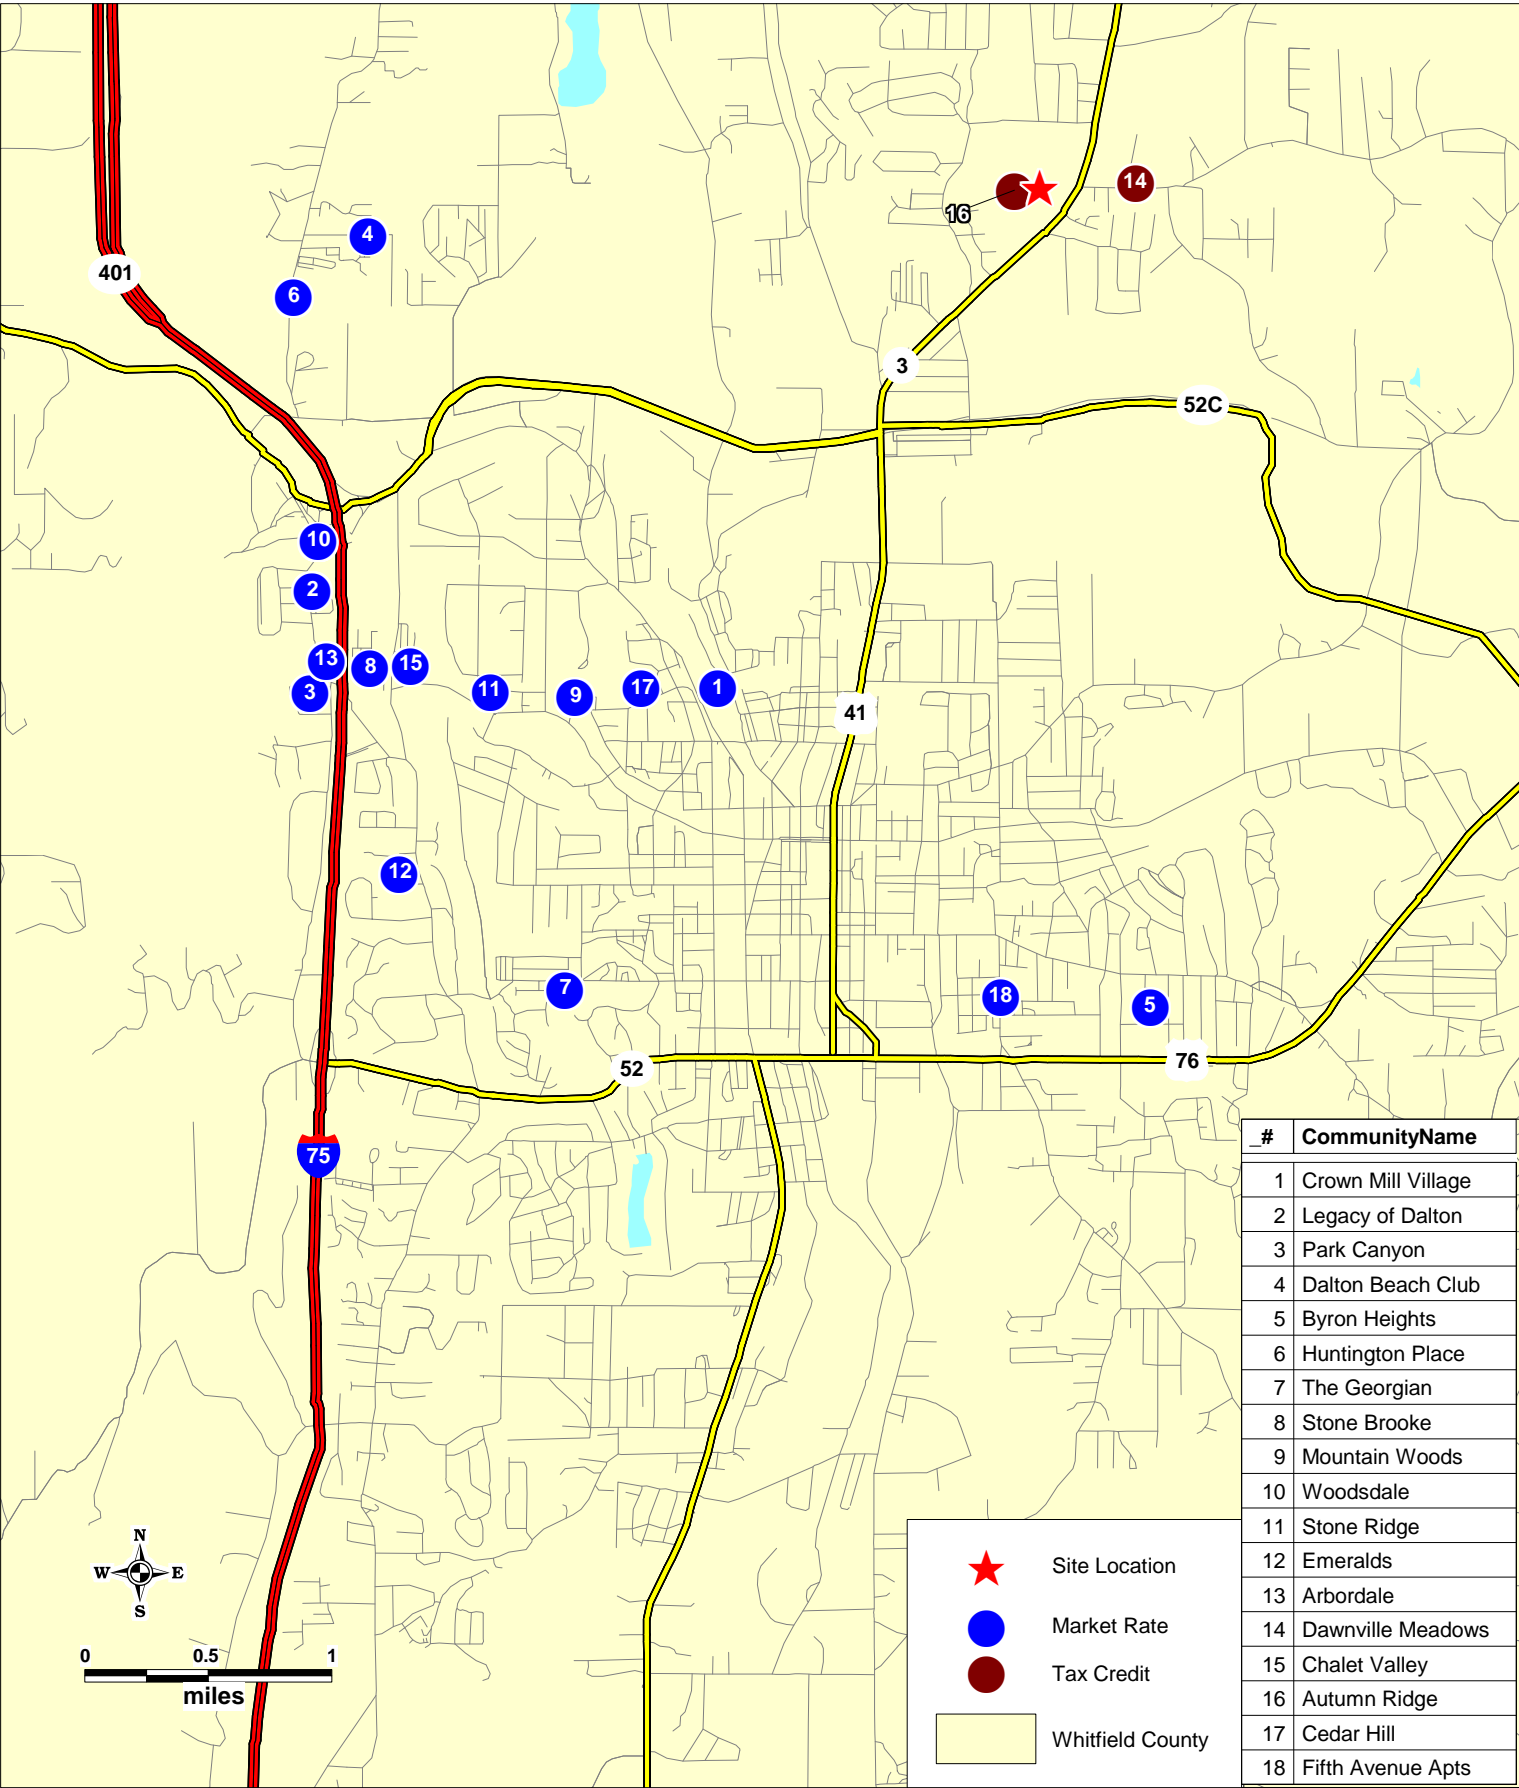 14
16
4
401
6
3
52C
10
2
13
8
15
3
11
9
17
1
41
12
7
18
5
52
76
75
_# CommunityName
1 Crown Mill Village
2 Legacy of Dalton
3 Park Canyon
4 Dalton Beach Club
5 Byron Heights
6 Huntington Place
7 The Georgian
8 Stone Brooke
9 Mountain Woods
10 Woodsdale
11 Stone Ridge
12 Emeralds
13 Arbordale
14 Dawnville Meadows
15 Chalet Valley
16 Autumn Ridge
17 Cedar Hill
18 Fifth Avenue Apts
N
W E
S
0 0.5 1
miles
Site Location
Market Rate
Tax Credit
Whitfield County